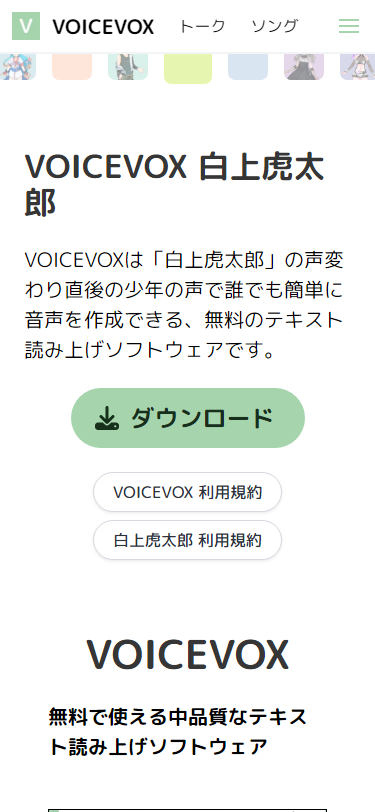 V VOICEVOX トーク ソング
VOICEVOX 白上虎太
郎
VOICEVOXは「白上虎太郎」の声変
わり直後の少年の声で誰でも簡単に
音声を作成できる、無料のテキスト
読み上げソフトウェアです。
ダウンロード
VOICEVOX 利用規約
白上虎太郎 利用規約
VOICEVOX
無料で使える中品質なテキス
ト読み上げソフトウェア